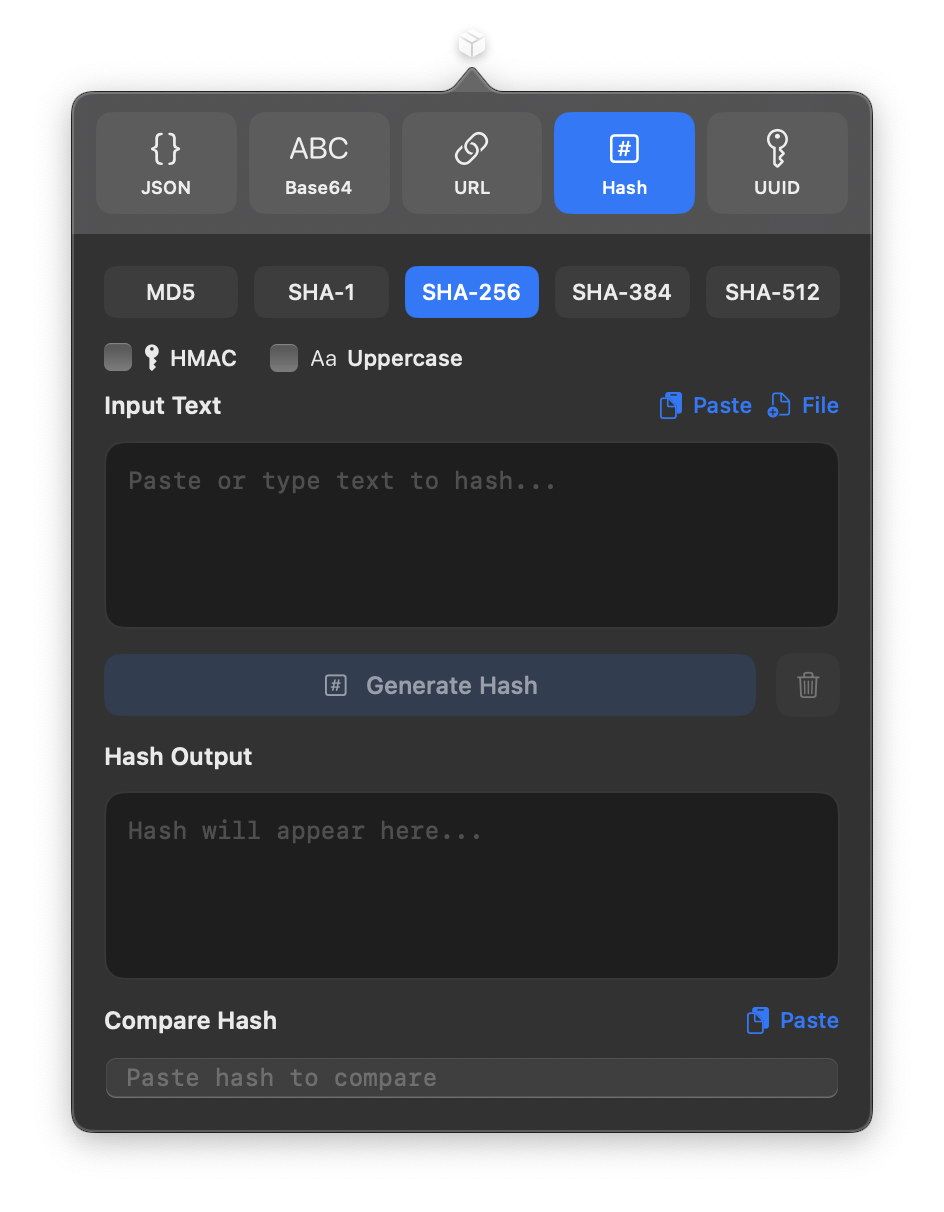 { }
ABC
#
JSON
Base64
URL
Hash
UUID
MD5
SHA-1
SHA-256
SHA-384
SHA-512
HMAC
Aa Uppercase
Input Text
Paste
File
Paste or type text to hash...
# Generate Hash
Hash Output
Hash will appear here...
Compare Hash
Paste
Paste hash to compare